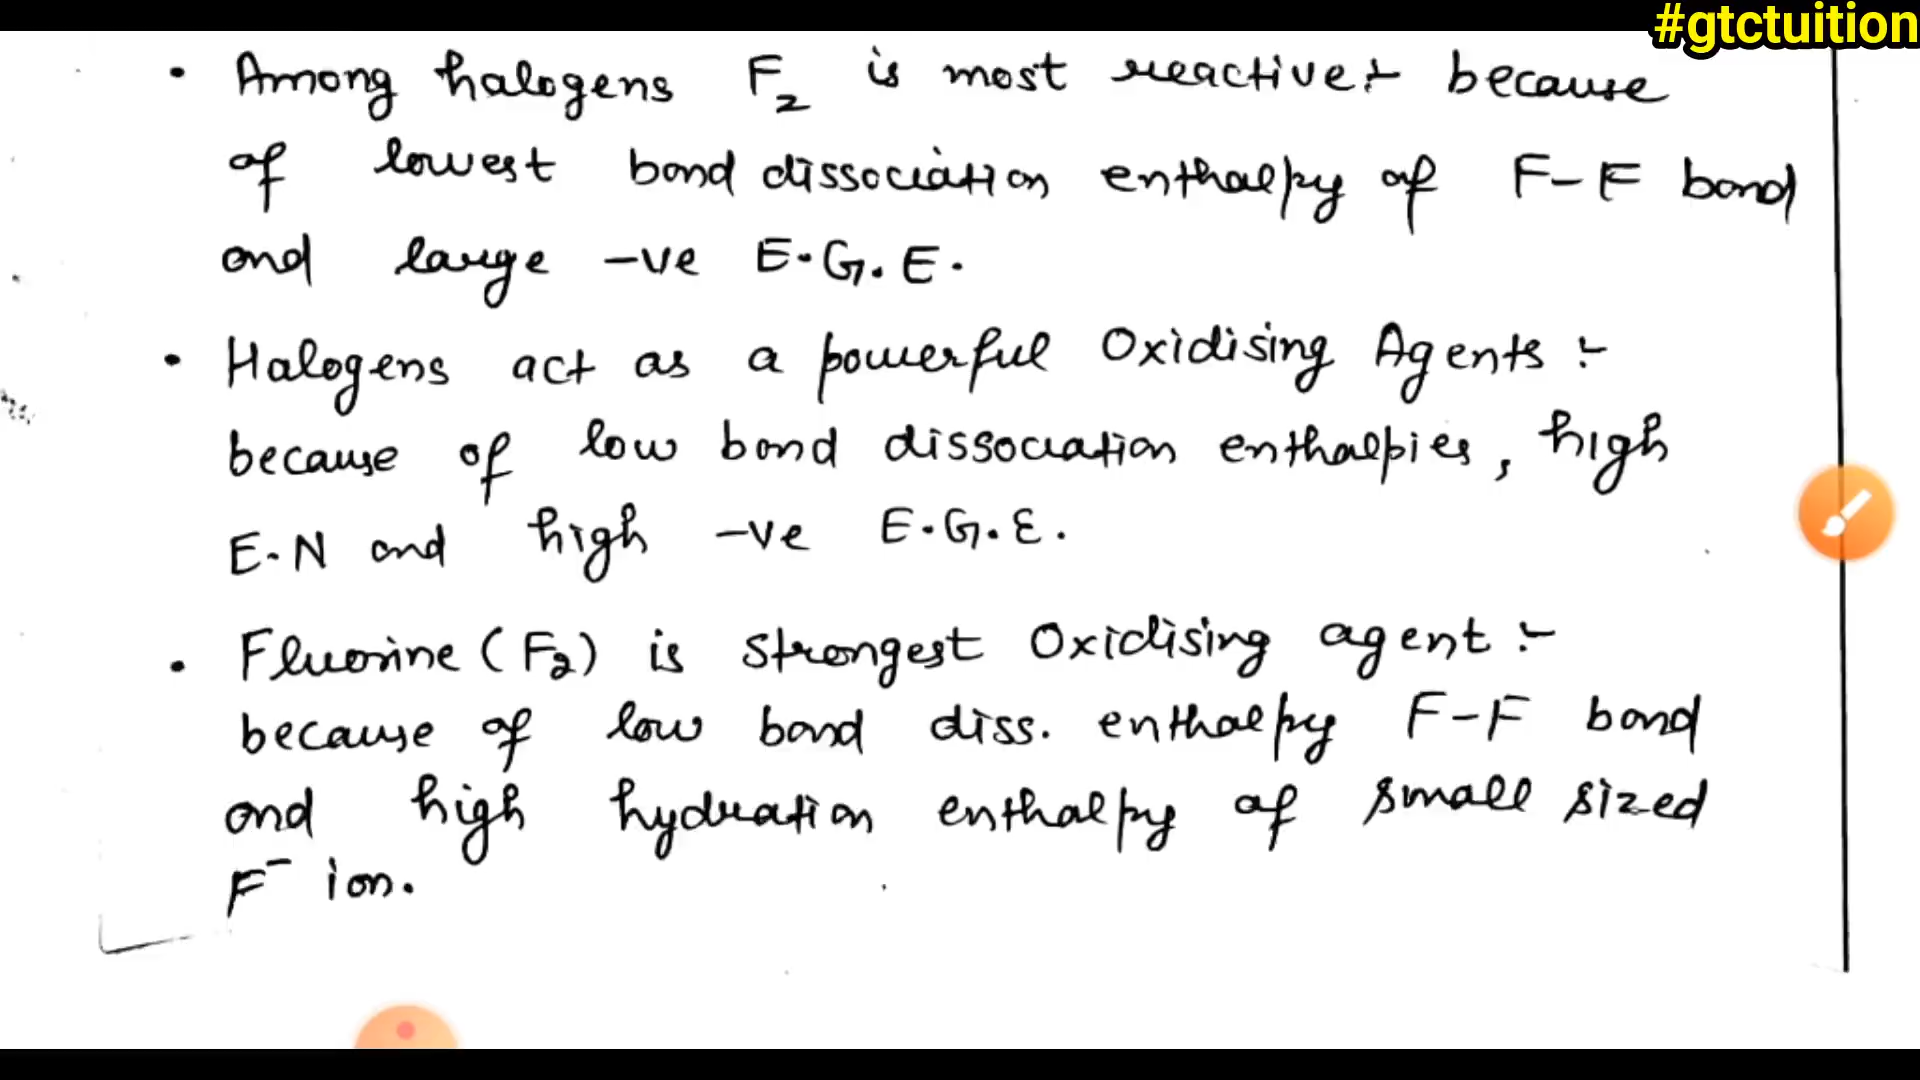 #gtctuition
• Among halogens F₂ is most reactive:- because
of lowest bond dissociation enthalpy of F-F bond
and large -ve E.G.E.
• Halogens act as a powerful Oxidising Agents :-
because of low bond dissociation enthalpies, high
E.N and high -ve E.G.E.
• Fluorine (F₂) is strongest Oxidising agent :-
because of low bond diss. enthalpy F-F bond
and high hydration enthalpy of small sized
F⁻ ion.